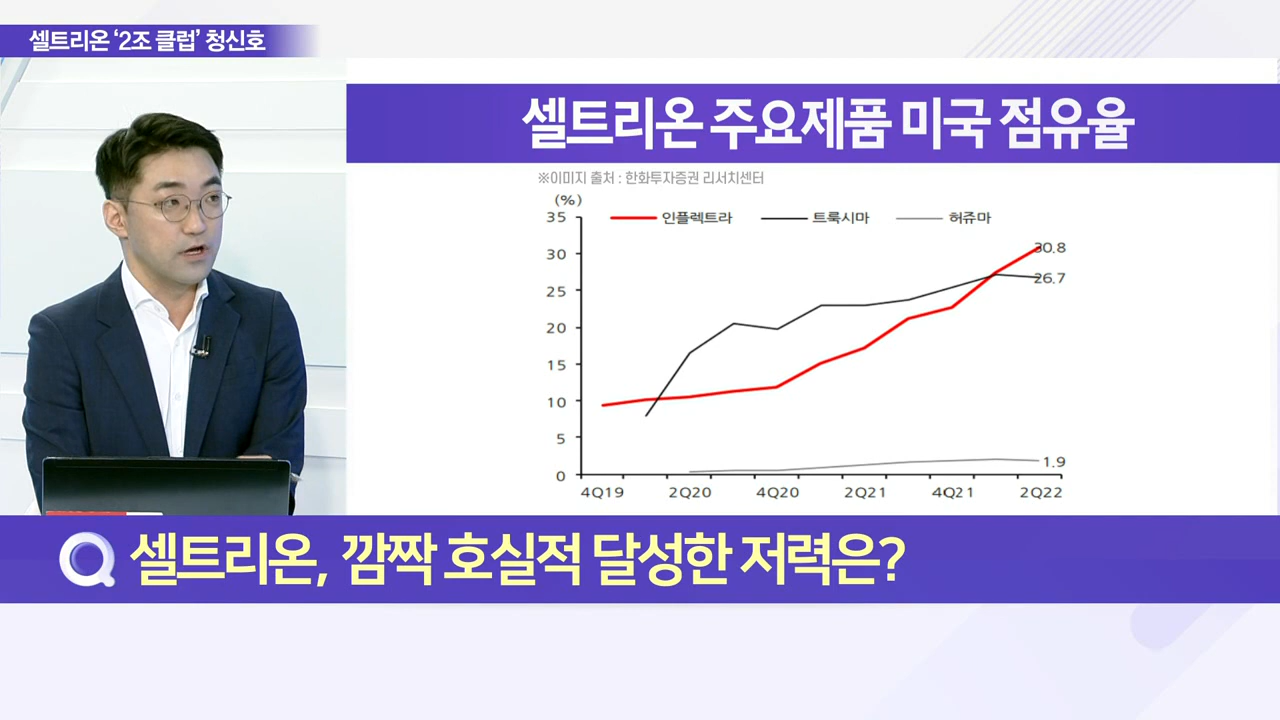 셀트리온 ‘2조 클럽’ 청신호
셀트리온 주요제품 미국 점유율
※이미지 출처 : 한화투자증권 리서치센터
(%)
인플렉트라 트룩시마 허쥬마
35
30
25
20
15
10
5
0
30.8
26.7
1.9
4Q19 2Q20 4Q20 2Q21 4Q21 2Q22
Q 셀트리온, 깜짝 호실적 달성한 저력은?